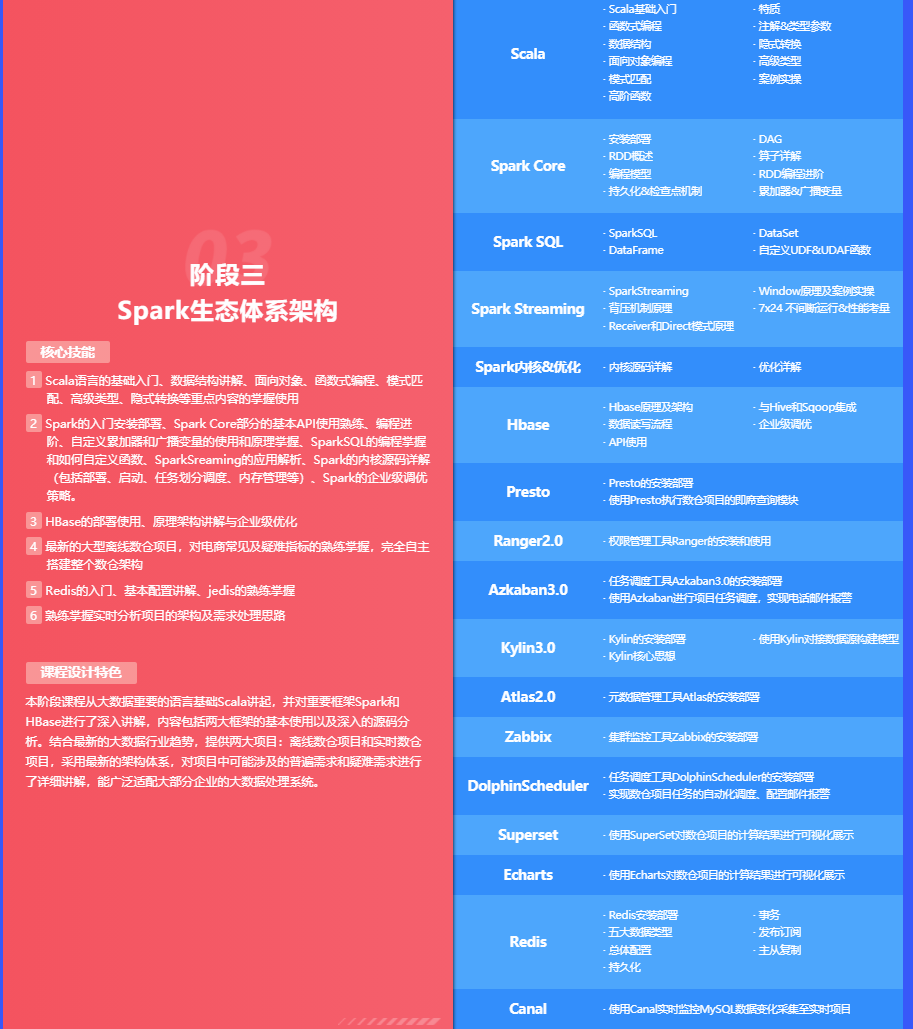 03
阶段三
Spark生态体系架构
核心技能
1 Scala语言的基础入门、数据结构讲解、面向对象、函数式编程、模式匹
配、高级类型、隐式转换等重点内容的掌握使用
2 Spark的入门安装部署、Spark Core部分的基本API使用熟练、编程进
阶、自定义累加器和广播变量的使用和原理掌握、SparkSQL的编程掌握
和如何自定义函数、SparkSreaming的应用解析、Spark的内核源码详解
（包括部署、启动、任务划分调度、内存管理等）、Spark的企业级调优
策略。
3 HBase的部署使用、原理架构讲解与企业级优化
4 最新的大型离线数仓项目，对电商常见及疑难指标的熟练掌握，完全自主
搭建整个数仓架构
5 Redis的入门、基本配置讲解、jedis的熟练掌握
6 熟练掌握实时分析项目的架构及需求处理思路
课程设计特色
本阶段课程从大数据重要的语言基础Scala讲起，并对重要框架Spark和
HBase进行了深入讲解，内容包括两大框架的基本使用以及深入的源码分
析。结合最新的大数据行业趋势，提供两大项目：离线数仓项目和实时数仓
项目，采用最新的架构体系，对项目中可能涉及的普遍需求和疑难需求进行
了详细讲解，能广泛适配大部分企业的大数据处理系统。
Scala
· Scala基础入门
· 函数式编程
· 数据结构
· 面向对象编程
· 模式匹配
· 高阶函数
· 特质
· 注解&类型参数
· 隐式转换
· 高级类型
· 案例实操
Spark Core
· 安装部署
· RDD概述
· 编程模型
· 持久化&检查点机制
· DAG
· 算子详解
· RDD编程进阶
· 累加器&广播变量
Spark SQL
· SparkSQL
· DataFrame
· DataSet
· 自定义UDF&UDAF函数
Spark Streaming
· SparkStreaming
· 背压机制原理
· Receiver和Direct模式原理
· Window原理及案例实操
· 7x24 不间断运行&性能考量
Spark内核&优化
· 内核源码详解
· 优化详解
Hbase
· Hbase原理及架构
· 数据读写流程
· API使用
· 与Hive和Sqoop集成
· 企业级调优
Presto
· Presto的安装部署
· 使用Presto执行数仓项目的即席查询模块
Ranger2.0
· 权限管理工具Ranger的安装和使用
Azkaban3.0
· 任务调度工具Azkaban3.0的安装部署
· 使用Azkaban进行项目任务调度，实现电话邮件报警
Kylin3.0
· Kylin的安装部署
· Kylin核心思想
· 使用Kylin对接数据源构建模型
Atlas2.0
· 元数据管理工具Atlas的安装部署
Zabbix
· 集群监控工具Zabbix的安装部署
DolphinScheduler
· 任务调度工具DolphinScheduler的安装部署
· 实现数仓项目任务的自动化调度、配置邮件报警
Superset
· 使用SuperSet对数仓项目的计算结果进行可视化展示
Echarts
· 使用Echarts对数仓项目的计算结果进行可视化展示
Redis
· Redis安装部署
· 五大数据类型
· 总体配置
· 持久化
· 事务
· 发布订阅
· 主从复制
Canal
· 使用Canal实时监控MySQL数据变化采集至实时项目